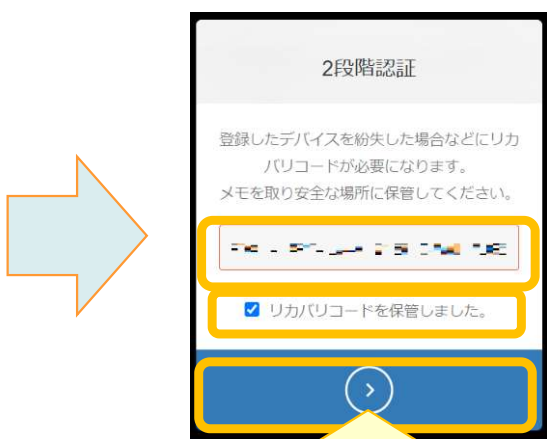 2段階認証
登録したデバイスを紛失した場合などにリカ
バリコードが必要になります。
メモを取り安全な場所に保管してください。
リカバリコードを保管しました。